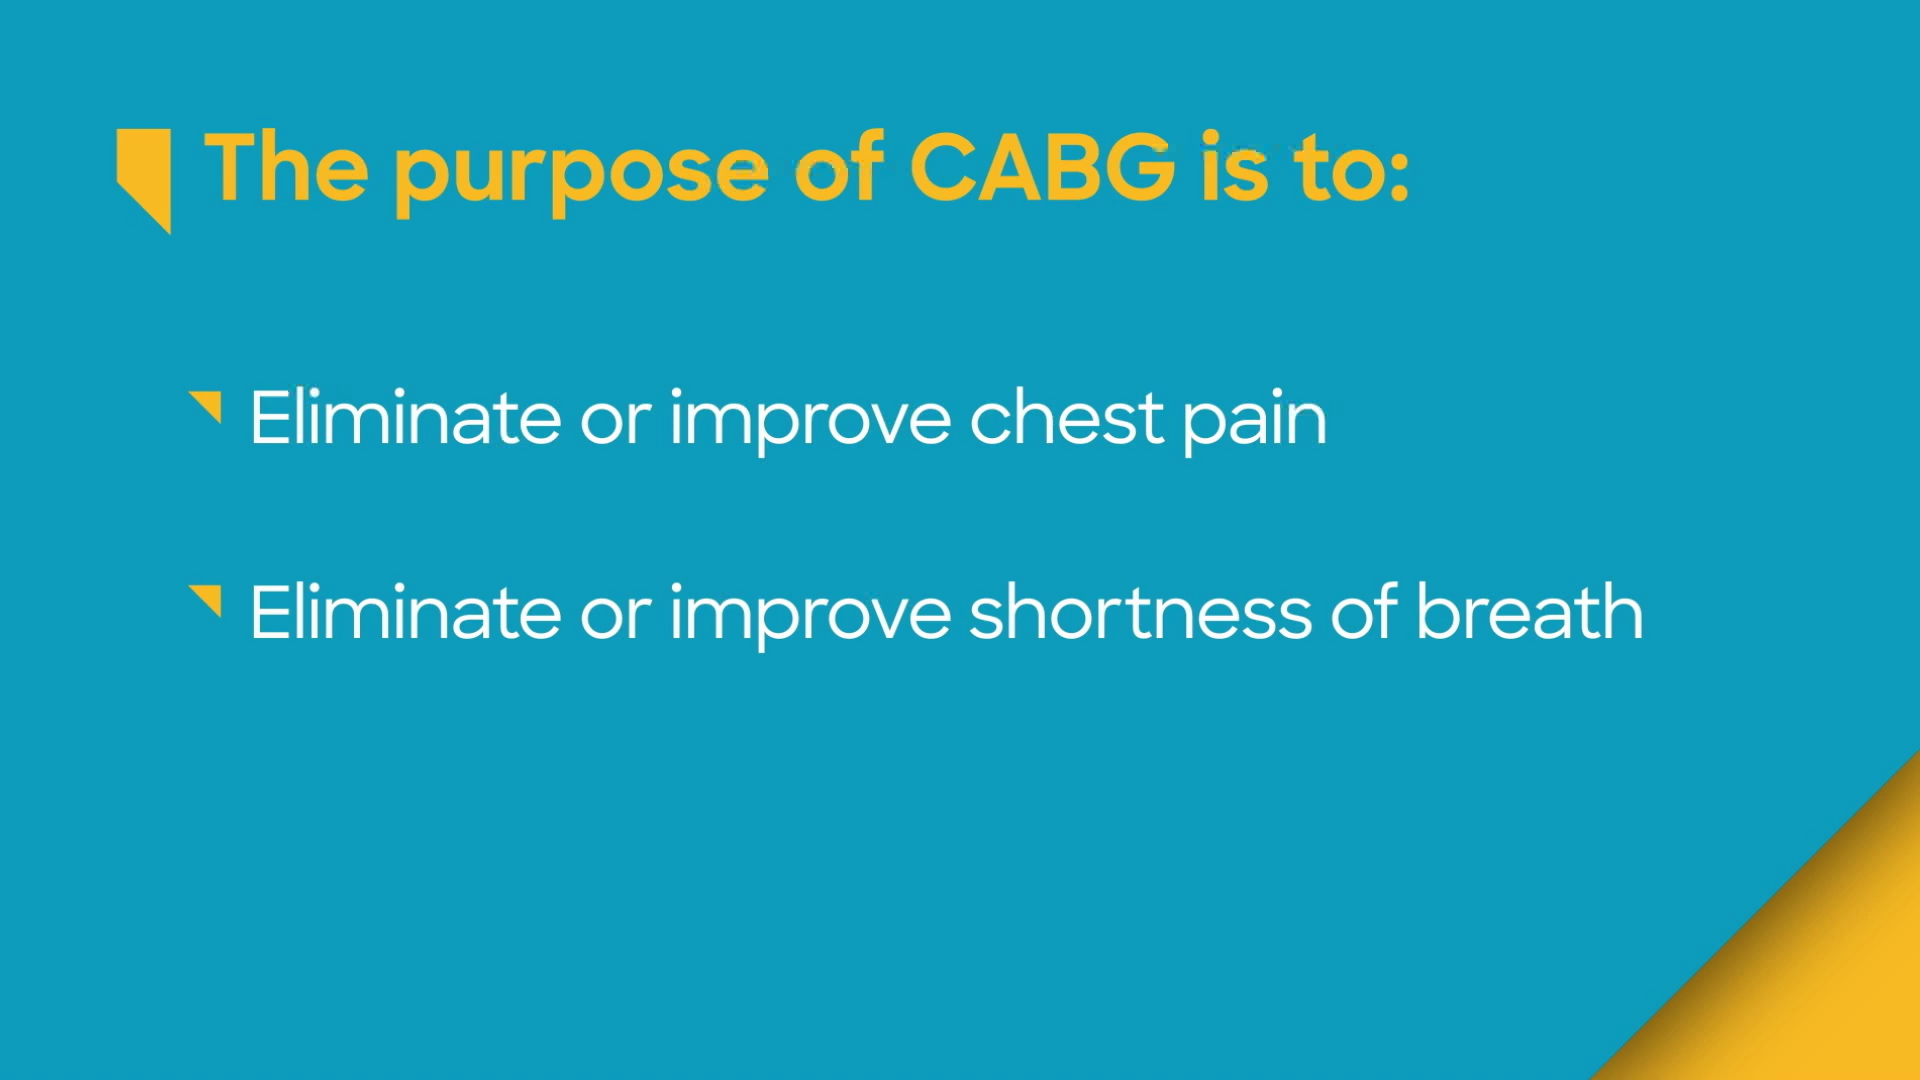 The purpose of CABG is to:
Eliminate or improve chest pain
Eliminate or improve shortness of breath